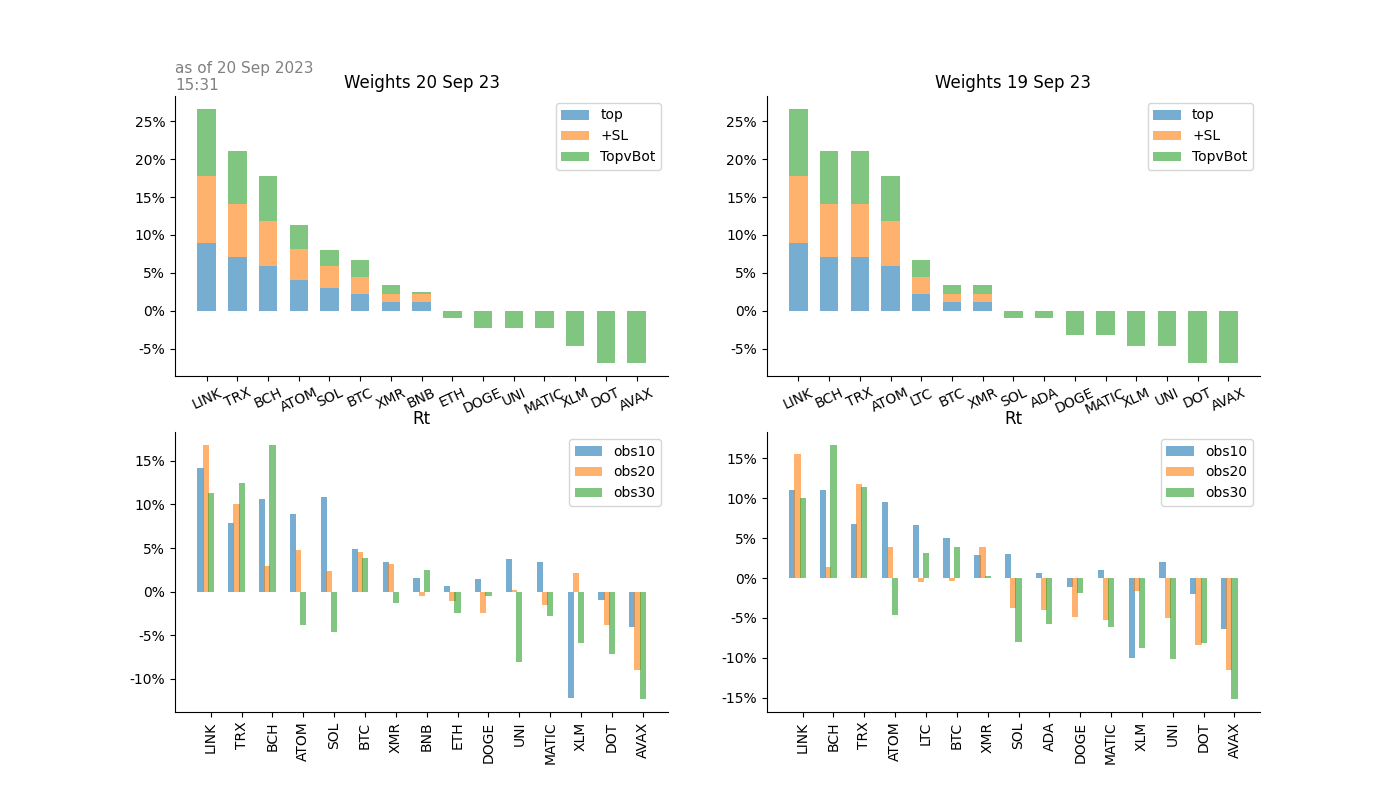 as of 20 Sep 2023
15:31
Weights 20 Sep 23
25%
20%
15%
10%
5%
0%
-5%
top
+SL
TopvBot
LINK TRX BCH ATOM SOL BTC XMR BNB ETH DOGE UNI MATIC XLM DOT AVAX
Weights 19 Sep 23
25%
20%
15%
10%
5%
0%
-5%
top
+SL
TopvBot
LINK BCH TRX ATOM LTC BTC XMR SOL ADA DOGE MATIC XLM UNI DOT AVAX
Rt
15%
10%
5%
0%
-5%
-10%
obs10
obs20
obs30
LINK TRX BCH ATOM SOL BTC XMR BNB ETH DOGE UNI MATIC XLM DOT AVAX
Rt
15%
10%
5%
0%
-5%
-10%
-15%
obs10
obs20
obs30
LINK BCH TRX ATOM LTC BTC XMR SOL ADA DOGE MATIC XLM UNI DOT AVAX